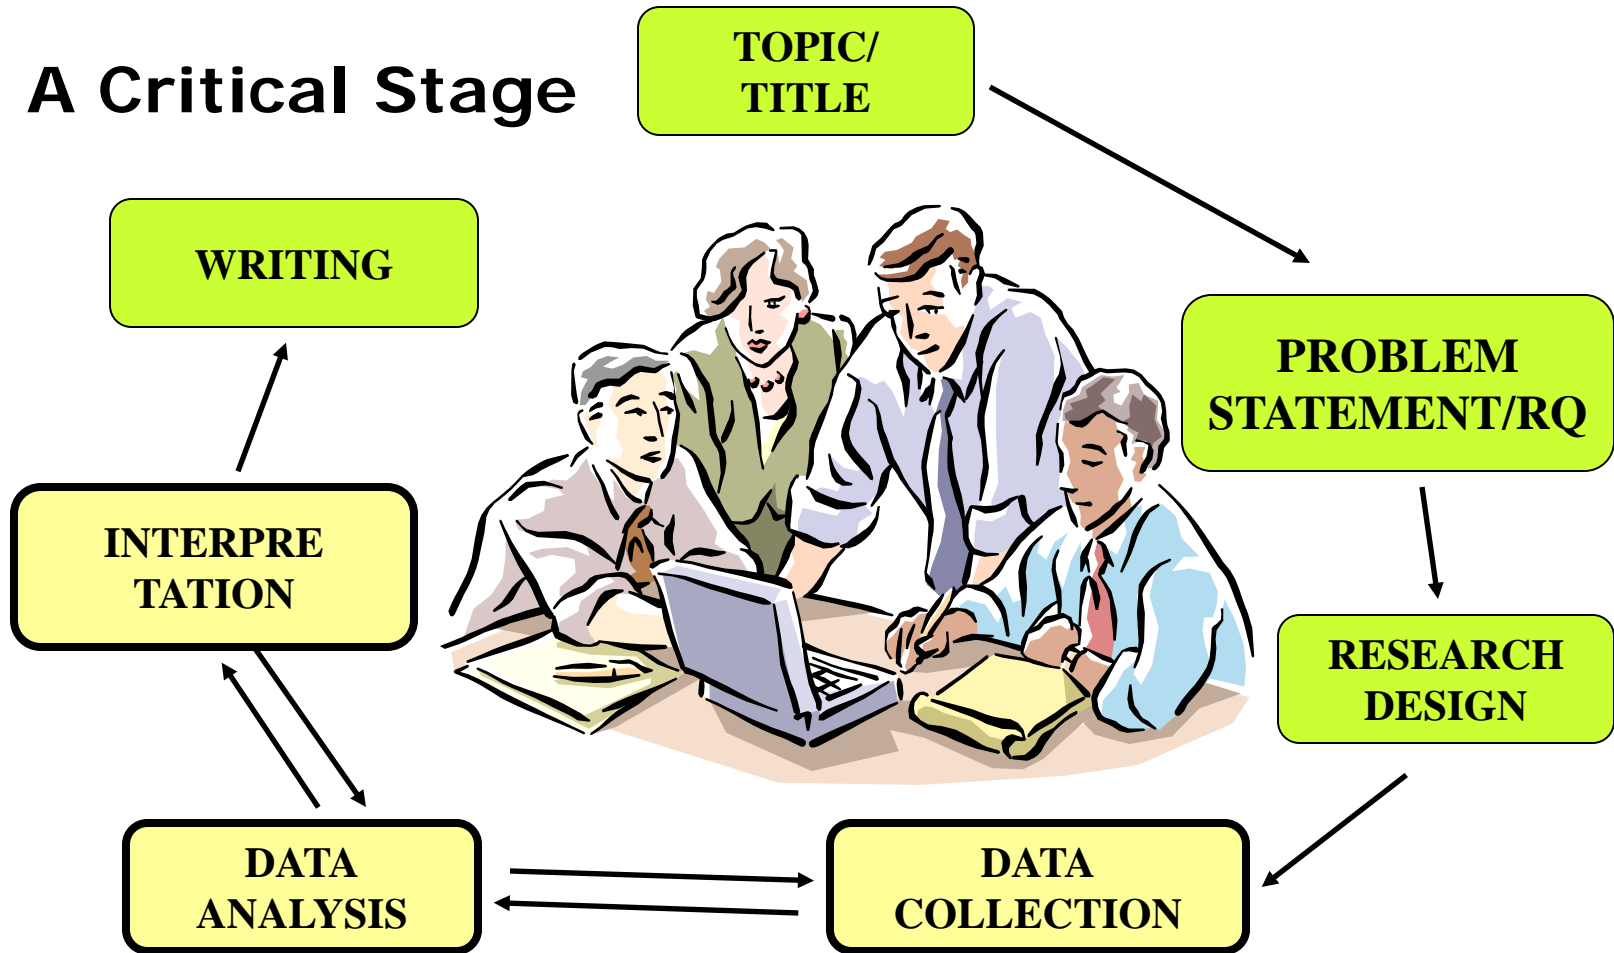 A Critical Stage
TOPIC/
TITLE
WRITING
PROBLEM
STATEMENT/RQ
INTERPRE
TATION
RESEARCH
DESIGN
DATA
ANALYSIS
DATA
COLLECTION